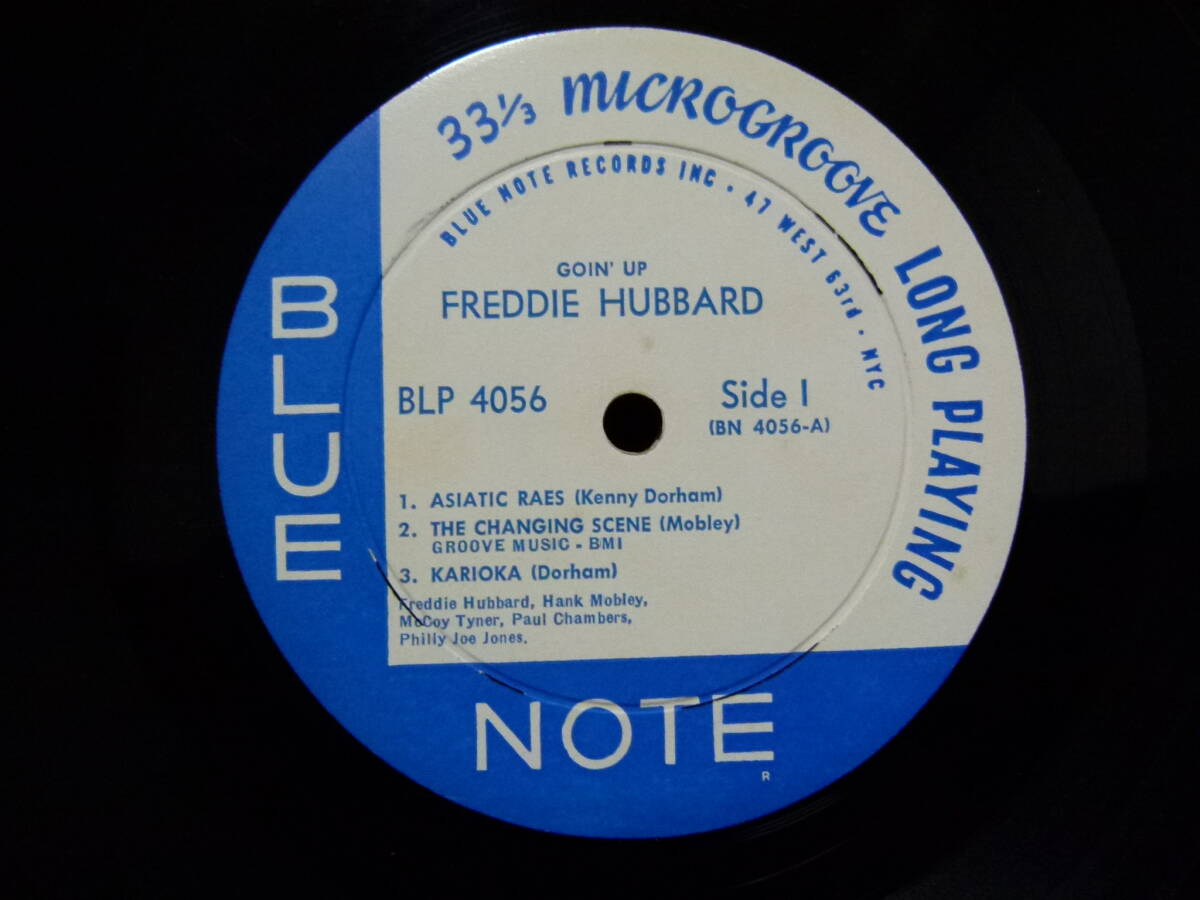 33⅓ MICROGROOVE LONG PLAYING
BLUE NOTE RECORDS INC · 47 WEST 63rd · NYC
GOIN' UP
FREDDIE HUBBARD
BLP 4056
Side 1
(BN 4056-A)
1. ASIATIC RAES (Kenny Dorham)
2. THE CHANGING SCENE (Mobley)
GROOVE MUSIC - BMI
3. KARIOKA (Dorham)
Freddie Hubbard, Hank Mobley,
McCoy Tyner, Paul Chambers,
Philly Joe Jones.
BLUE
NOTE
R